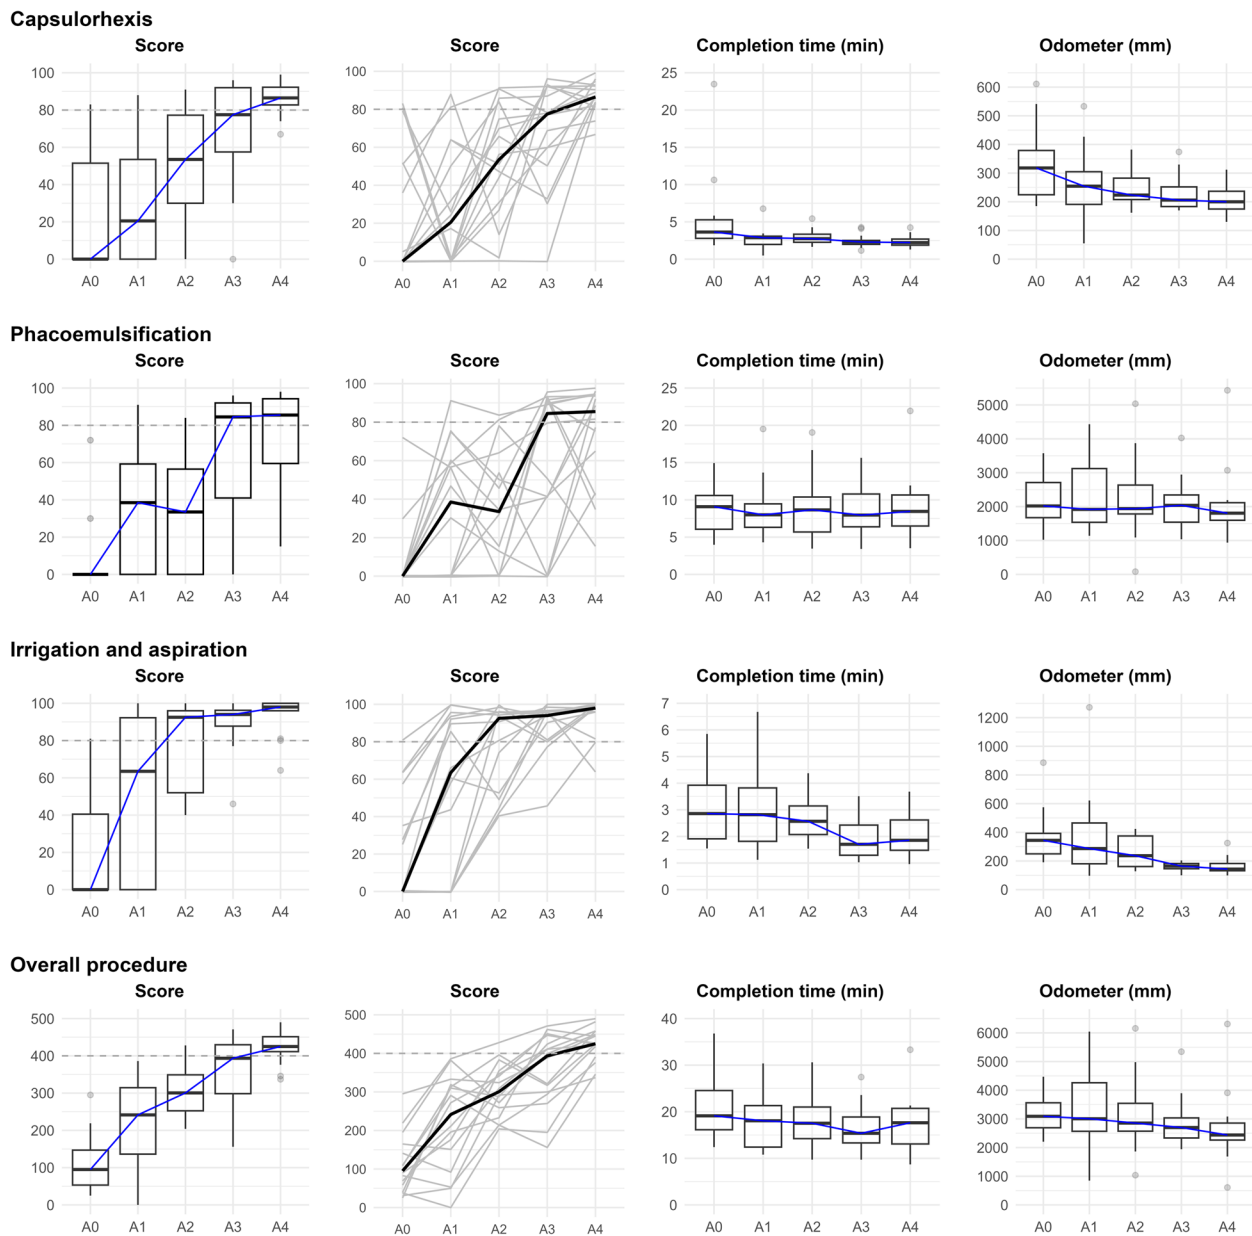 Capsulorhexis
Score Score Completion time (min) Odometer (mm)
100 100 25 600
80 80 20 500
60 60 15 400
40 40 10 300
20 20 5 200
0 0 0 100
0
A0 A1 A2 A3 A4 A0 A1 A2 A3 A4 A0 A1 A2 A3 A4 A0 A1 A2 A3 A4
Phacoemulsification
Score Score Completion time (min) Odometer (mm)
100 100 25 5000
80 80 20 4000
60 60 15 3000
40 40 10 2000
20 20 5 1000
0 0 0 0
A0 A1 A2 A3 A4 A0 A1 A2 A3 A4 A0 A1 A2 A3 A4 A0 A1 A2 A3 A4
Irrigation and aspiration
Score Score Completion time (min) Odometer (mm)
100 100 7 1200
80 80 6 1000
60 60 5 800
40 40 4 600
20 20 3 400
0 0 2 200
1 0
0
A0 A1 A2 A3 A4 A0 A1 A2 A3 A4 A0 A1 A2 A3 A4 A0 A1 A2 A3 A4
Overall procedure
Score Score Completion time (min) Odometer (mm)
500 500 40 6000
400 400 30 5000
300 300 20 4000
200 200 10 3000
100 100 0 2000
0 0 1000
0
A0 A1 A2 A3 A4 A0 A1 A2 A3 A4 A0 A1 A2 A3 A4 A0 A1 A2 A3 A4